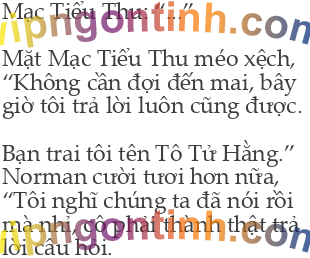 Mạc Tiểu Thu: “...”
Mặt Mạc Tiểu Thu méo xệch,
“Không cần đợi đến mai, bây
giờ tôi trả lời luôn cũng được.
Bạn trai tôi tên Tô Tử Hằng.”
Norman cười tươi hơn nữa,
“Tôi nghĩ chúng ta đã nói rồi
mà nhỉ, cô phải thành thật trả
lời câu hỏi.
vipngontinh.com
vipngontinh.com